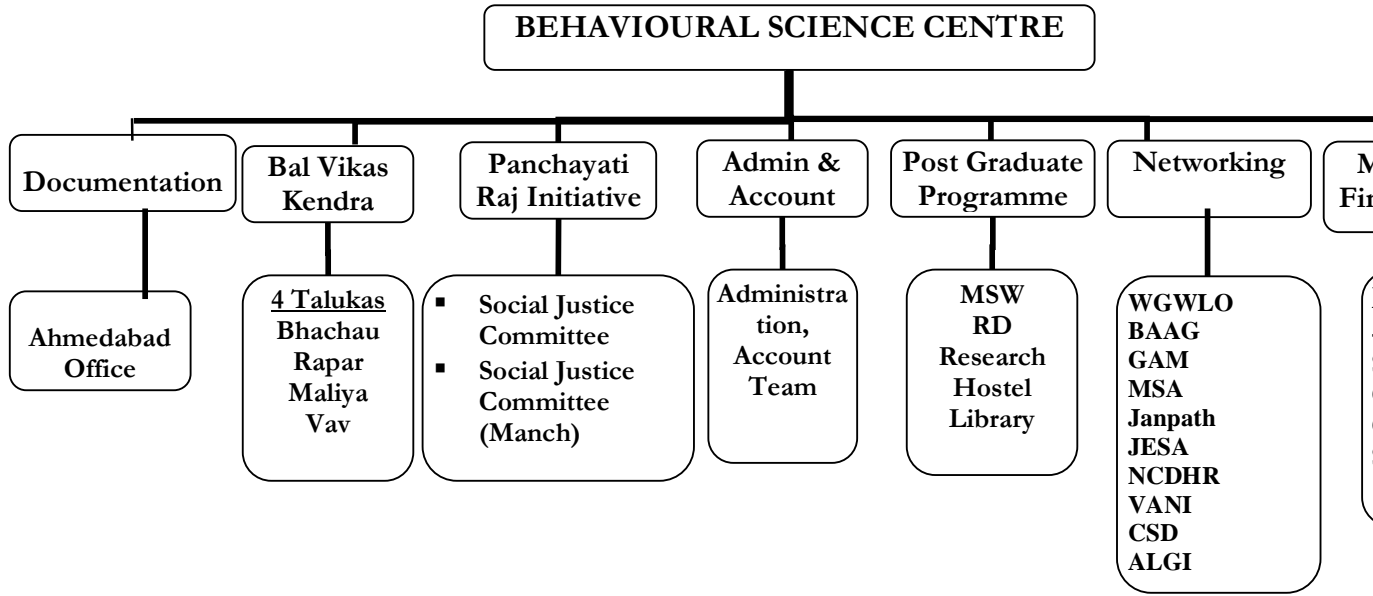 BEHAVIOURAL SCIENCE CENTRE
Documentation
Ahmedabad
Office
Bal Vikas
Kendra
4 Talukas
Bhachau
Rapar
Maliya
Vav
Panchayati
Raj Initiative
▪ Social Justice
Committee
▪ Social Justice
Committee
(Manch)
Admin &
Account
Administra
tion,
Account
Team
Post Graduate
Programme
MSW
RD
Research
Hostel
Library
Networking
WGWLO
BAAG
GAM
MSA
Janpath
JESA
NCDHR
VANI
CSD
ALGI